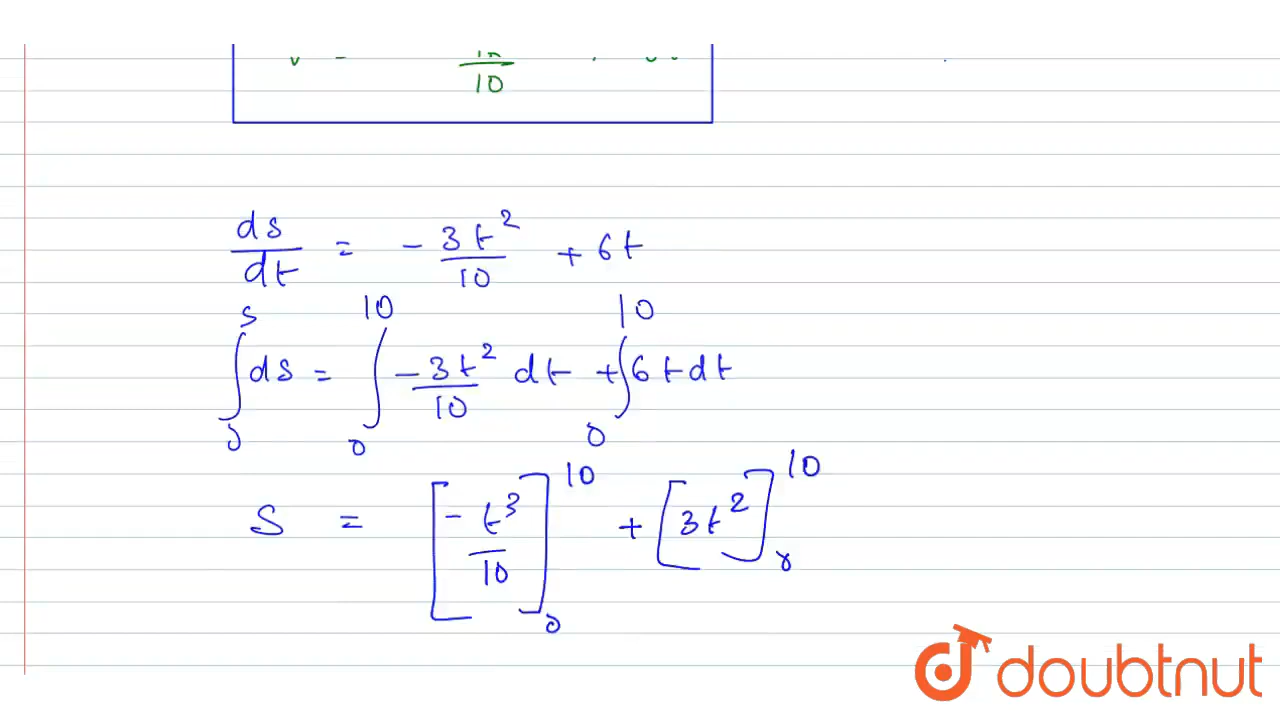 10
ds/dt = - 3t²/10 + 6t
∫₀ˢ ds = ∫₀¹⁰ -3t²/10 dt + ∫₀¹⁰ 6t dt
S = [- t³/10]₀¹⁰ + [3t²]₀¹⁰
doubtnut